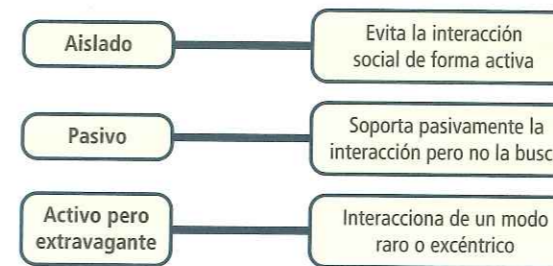 Aislado
Evita la interacción
social de forma activa
Pasivo
Soporta pasivamente la
interacción pero no la busc
Activo pero
extravagante
Interacciona de un modo
raro o excéntrico